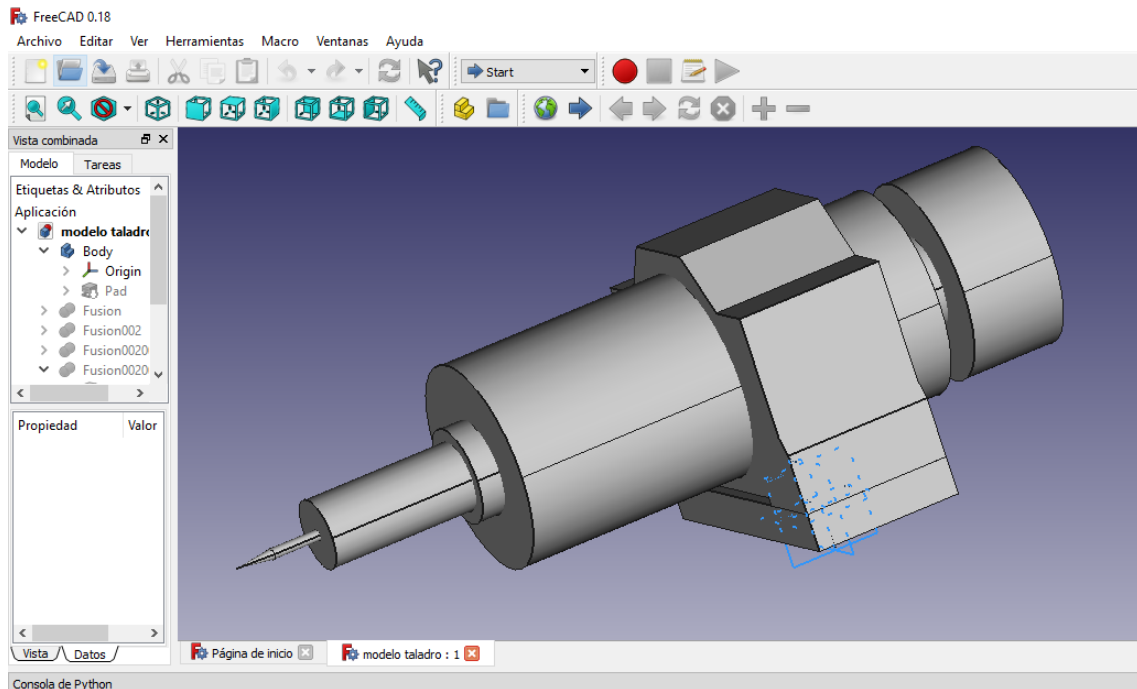 FreeCAD 0.18
Archivo Editar Ver Herramientas Macro Ventanas Ayuda
Start
Vista combinada
Modelo Tareas
Etiquetas & Atributos
Aplicación
modelo taladro
Body
Origin
Pad
Fusion
Fusion002
Fusion0020
Fusion0020
Propiedad Valor
Vista Datos
Página de inicio modelo taladro : 1
Consola de Python